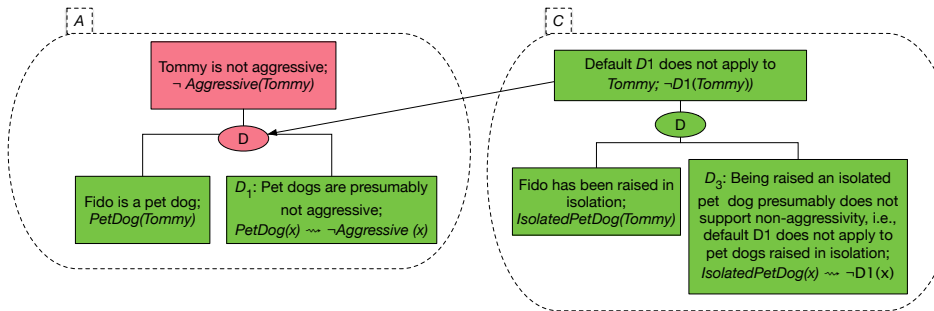 A
Tommy is not aggressive;
¬ Aggressive(Tommy)
D
Fido is a pet dog;
PetDog(Tommy)
D1: Pet dogs are presumably
not aggressive;
PetDog(x) ⇝ ¬Aggressive (x)
C
Default D1 does not apply to
Tommy; ¬D1(Tommy))
D
Fido has been raised in
isolation;
IsolatedPetDog(Tommy)
D3: Being raised an isolated
pet dog presumably does not
support non-aggressivity, i.e.,
default D1 does not apply to
pet dogs raised in isolation;
IsolatedPetDog(x) ⇝ ¬D1(x)